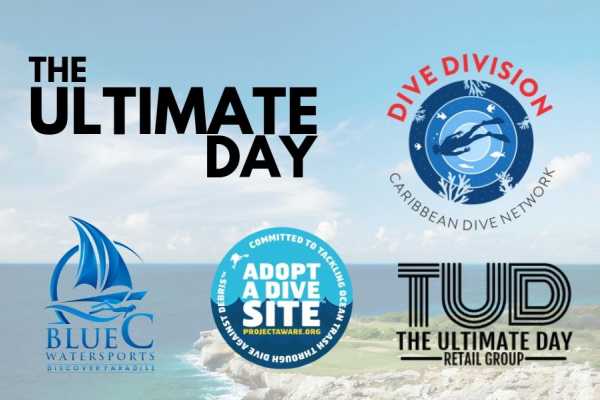 THE
ULTIMATE
DAY
DIVE DIVISION
CARIBBEAN DIVE NETWORK
BLUE C
WATERSPORTS
DISCOVER PARADISE
COMMITTED TO TACKLING OCEAN TRASH THROUGH DIVE AGAINST DEBRIS™
ADOPT
A DIVE
SITE
PROJECTAWARE.ORG
TUD
THE ULTIMATE DAY
RETAIL GROUP